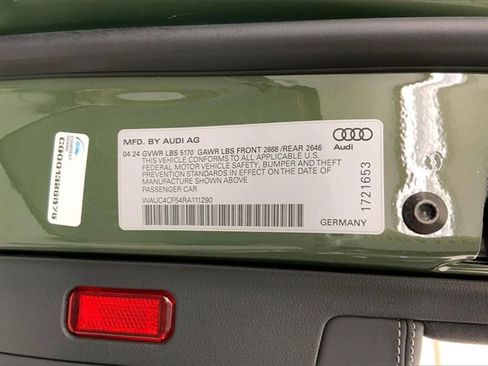 MFD. BY AUDI AG
04 24 GVWR LBS 5170 GAWR LBS FRONT 2668 /REAR 2646
THIS VEHICLE CONFORMS TO ALL APPLICABLE U.S.
FEDERAL MOTOR VEHICLE SAFETY, BUMPER AND THEFT
PREVENTION STANDARDS IN EFFECT ON THE DATE OF
MANUFACTURE SHOWN ABOVE.
PASSENGER CAR
WAUC4CF54RA111290
GERMANY
Audi
1721653